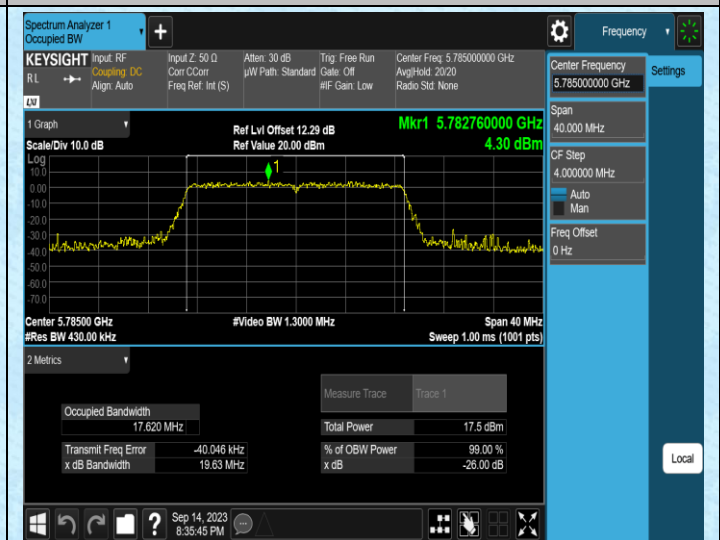 Spectrum Analyzer 1
Occupied BW
+
Frequency
KEYSIGHT
R L
LXI
Input: RF
Coupling: DC
Align: Auto
Input Z: 50 Ω
Corr CCorr
Freq Ref: Int (S)
Atten: 30 dB
µW Path: Standard
Trig: Free Run
Gate: Off
#IF Gain: Low
Center Freq: 5.785000000 GHz
Avg|Hold: 20/20
Radio Std: None
Center Frequency
5.785000000 GHz
Settings
Span
40.000 MHz
CF Step
4.000000 MHz
Auto
Man
Freq Offset
0 Hz
1 Graph
Scale/Div 10.0 dB
Ref Lvl Offset 12.29 dB
Ref Value 20.00 dBm
Mkr1 5.782760000 GHz
4.30 dBm
Log
10.0
0.00
-10.0
-20.0
-30.0
-40.0
-50.0
-60.0
-70.0
1
Center 5.78500 GHz
#Res BW 430.00 kHz
#Video BW 1.3000 MHz
Span 40 MHz
Sweep 1.00 ms (1001 pts)
2 Metrics
Measure Trace
Trace 1
Occupied Bandwidth
17.620 MHz
Total Power
17.5 dBm
Transmit Freq Error
-40.046 kHz
% of OBW Power
99.00 %
x dB Bandwidth
19.63 MHz
x dB
-26.00 dB
Local
?
Sep 14, 2023
8:35:45 PM